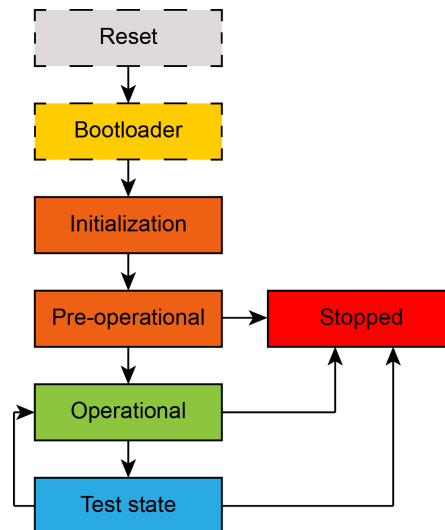 Reset
Bootloader
Initialization
Pre-operational
Stopped
Operational
Test state